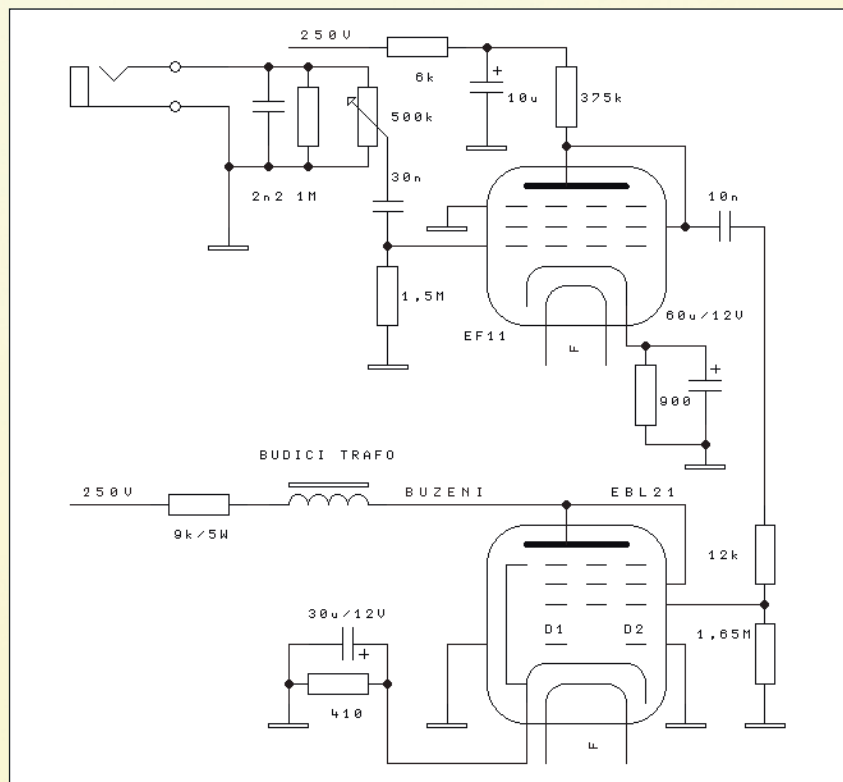 250V
6k
10u
375k
500k
30n
2n2 1M
10n
1,5M
60u/12V
EF11
F
900
BUDICI TRAFO
250V
BUZENI
EBL21
9k/5W
12k
30u/12V
D1
D2
1,65M
410
F